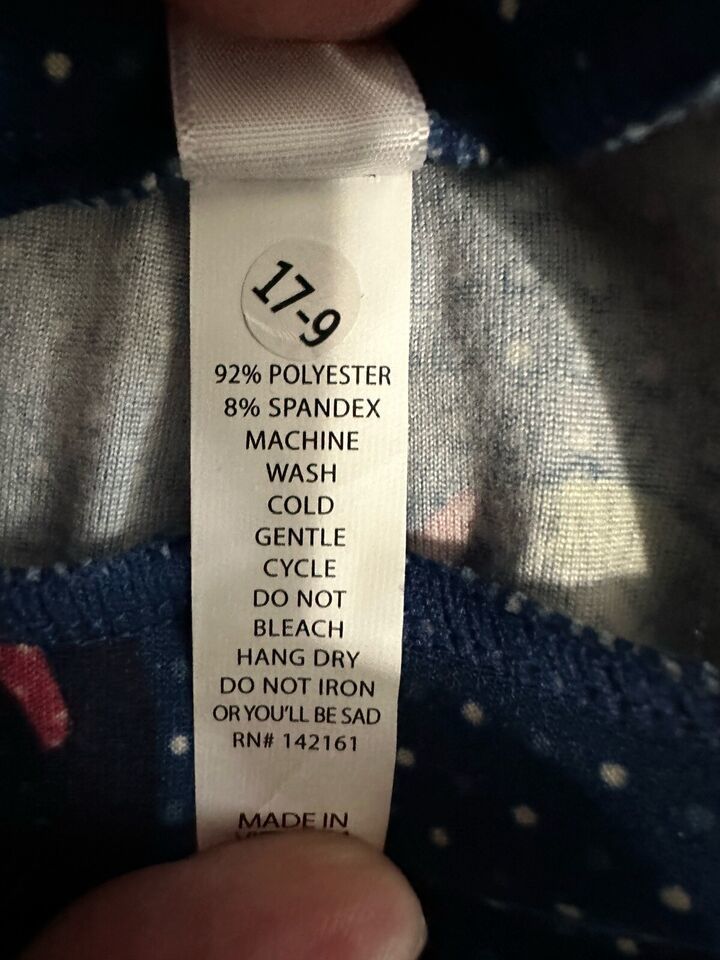 17-9
92% POLYESTER
8% SPANDEX
MACHINE
WASH
COLD
GENTLE
CYCLE
DO NOT
BLEACH
HANG DRY
DO NOT IRON
OR YOU'LL BE SAD
RN# 142161
MADE IN